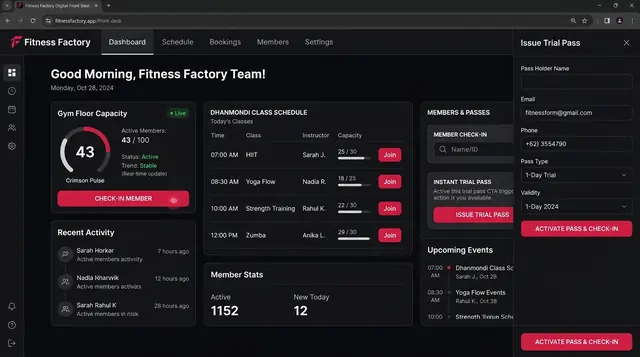 Fitness Factory Digital Front Desk
fitnessfactory.app/front-desk
Fitness Factory
Dashboard
Schedule
Bookings
Members
Settings
Good Morning, Fitness Factory Team!
Monday, Oct 28, 2024
Gym Floor Capacity
Live
43
Crimson Pulse
Active Members:
43 / 100
Status: Active
Trend: Stable
(Real-time update)
CHECK-IN MEMBER
Recent Activity
Sarah Horker 7 hours ago
Active members activity
Nadia Kharwik 12 hours ago
Active members activias
Sarah Rahul K 28 hours ago
Active members in risk
DHANMONDI CLASS SCHEDULE
Today's Classes
Time Class Instructor Capacity
07:00 AM HIIT Sarah J. 25 / 30 Join
08:30 AM Yoga Flow Nadia R. 18 / 25 Join
10:00 AM Strength Training Rahul K. 22 / 30 Join
12:00 PM Zumba Anika L. 29 / 30 Join
Member Stats
Active New Today
1152 12
MEMBERS & PASSES
MEMBER CHECK-IN
Name/ID
INSTANT TRIAL PASS
Active this trial pass CTA trigge
action is you available.
ISSUE TRIAL PASS
Upcoming Events
07:00 AM Dhanmondi Class Sc
Sarah J., Oct 28
08:30 AM Yoga Flow Events
Rahul K., Oct 28
10:00
Issue Trial Pass
Pass Holder Name
Email
fitnessform@gmail.com
Phone
+62) 3554790
Pass Type
1-Day Trial
Validity
1-Day 2024
ACTIVATE PASS & CHECK-IN
ACTIVATE PASS & CHECK-IN